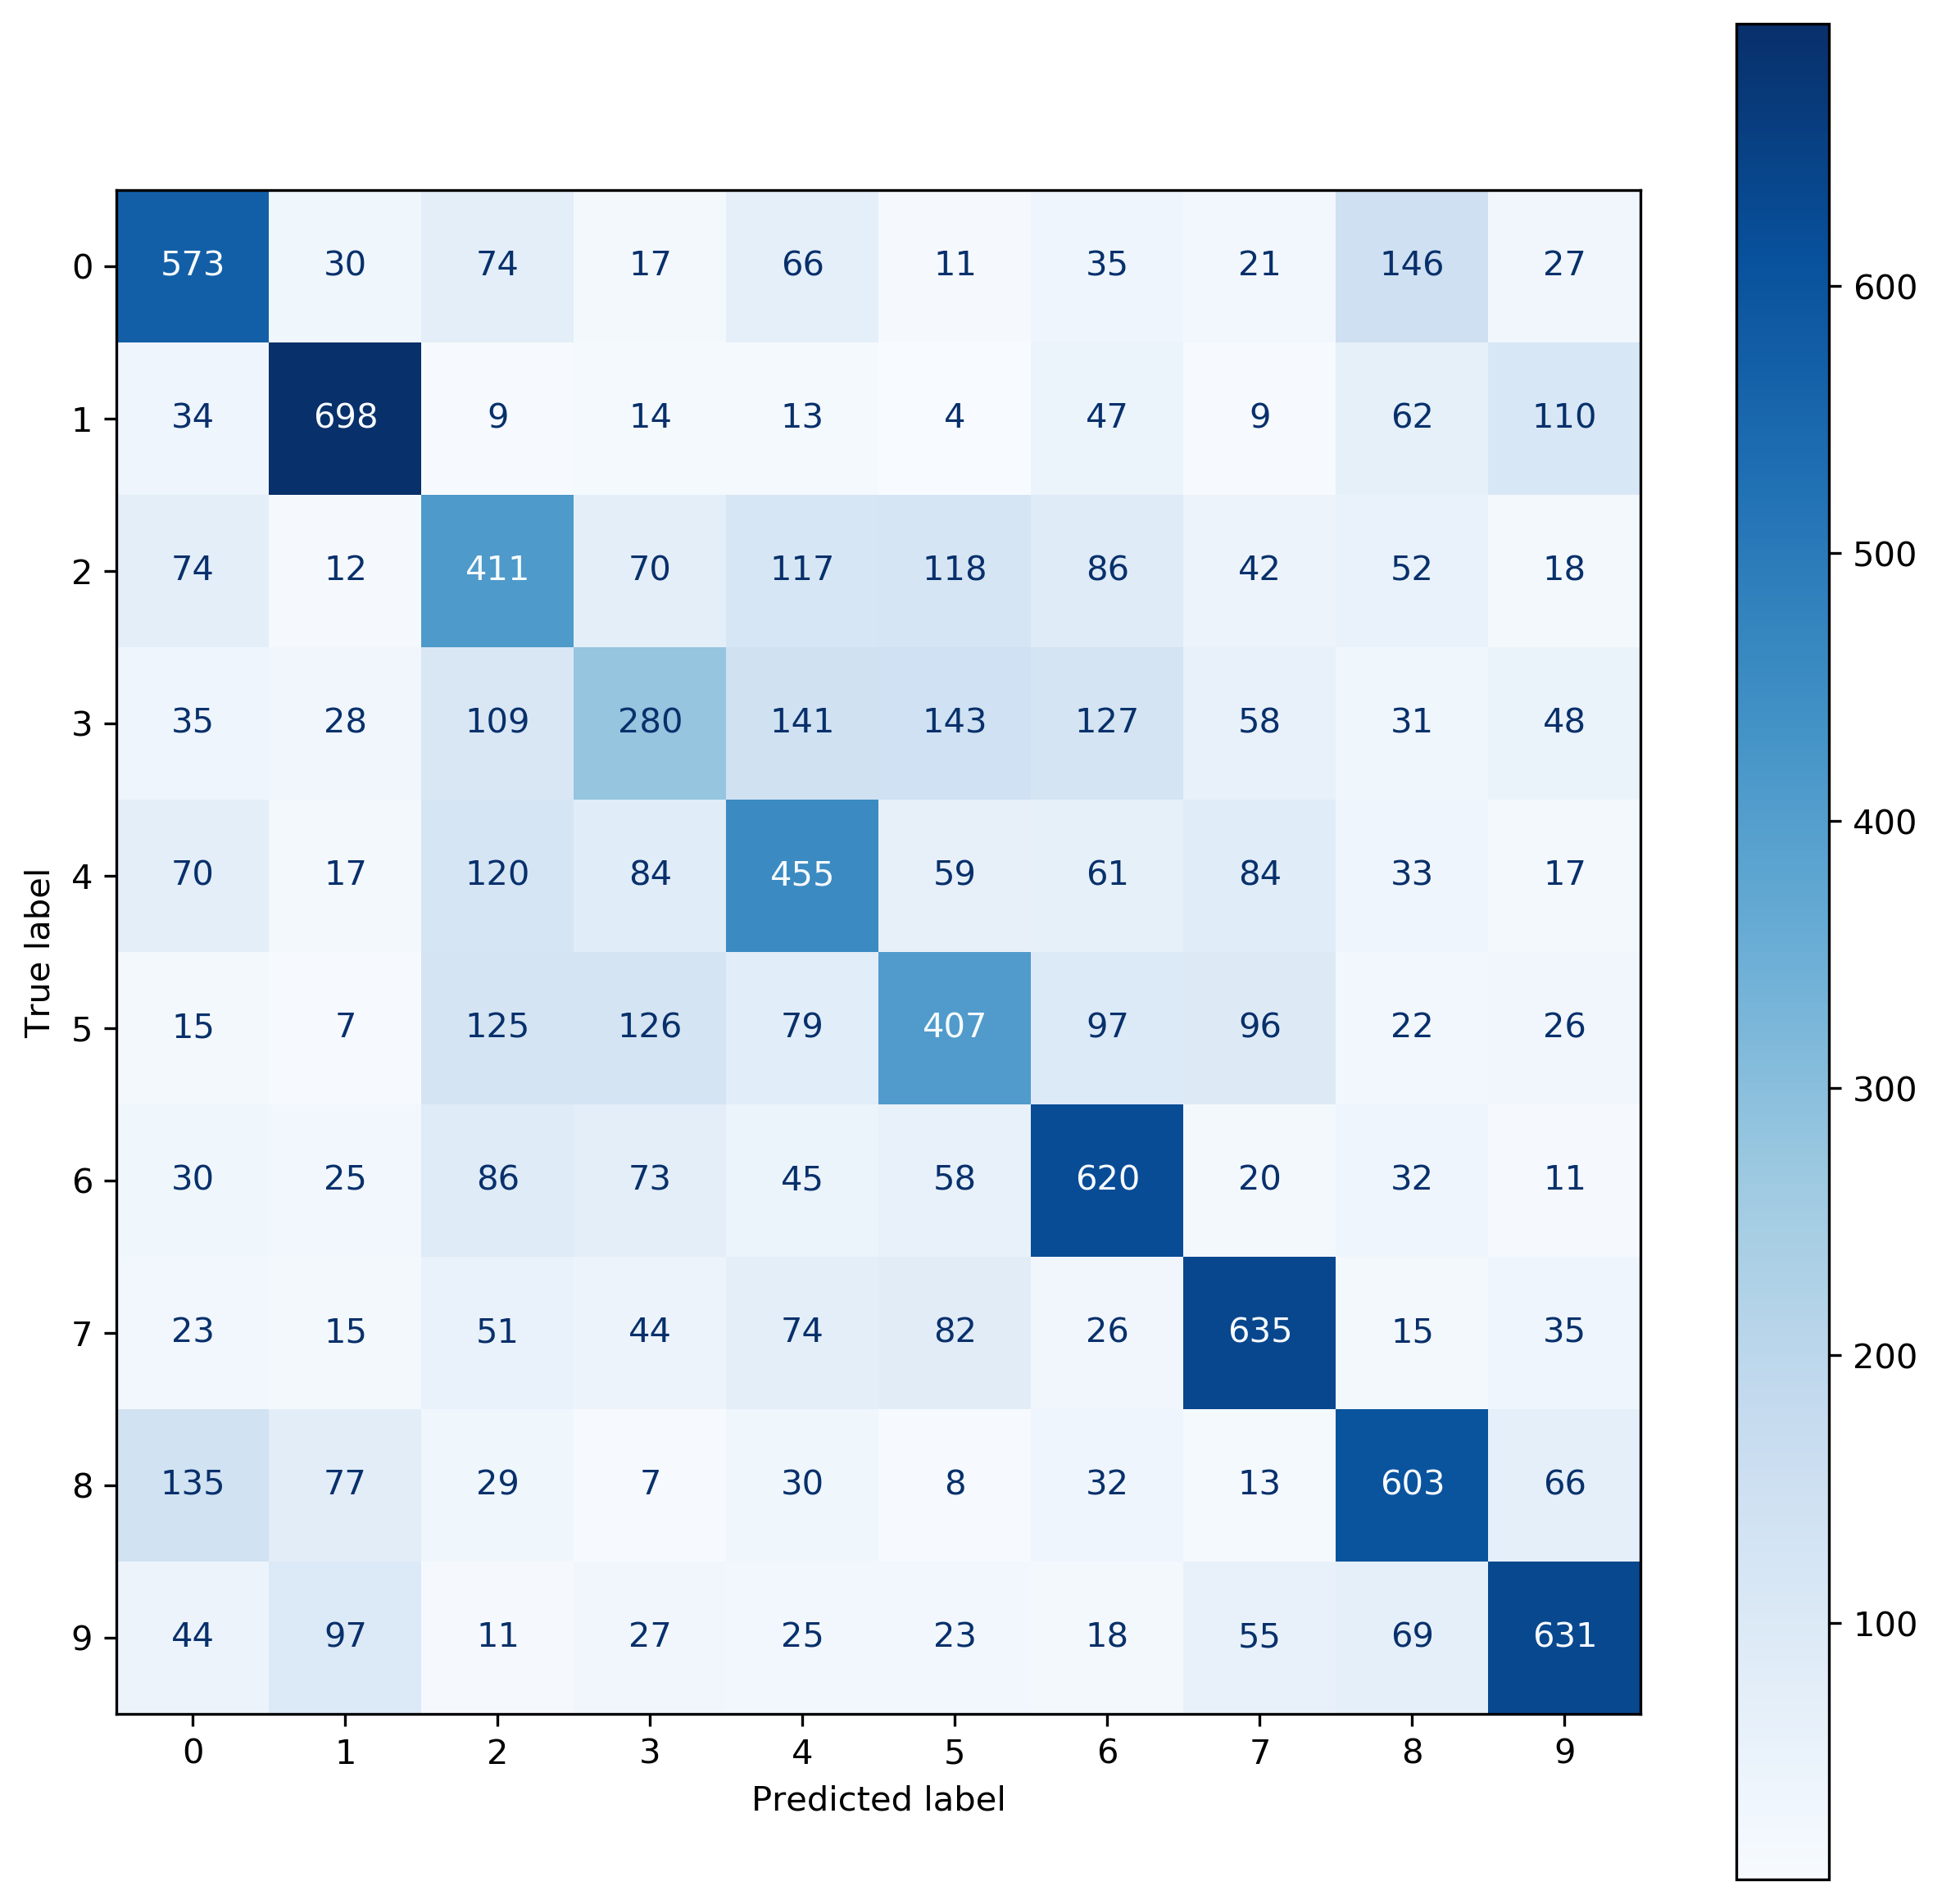 0 573 30 74 17 66 11 35 21 146 27
1 34 698 9 14 13 4 47 9 62 110
2 74 12 411 70 117 118 86 42 52 18
3 35 28 109 280 141 143 127 58 31 48
4 70 17 120 84 455 59 61 84 33 17
5 15 7 125 126 79 407 97 96 22 26
6 30 25 86 73 45 58 620 20 32 11
7 23 15 51 44 74 82 26 635 15 35
8 135 77 29 7 30 8 32 13 603 66
9 44 97 11 27 25 23 18 55 69 631
0 1 2 3 4 5 6 7 8 9
Predicted label
True label
600
500
400
300
200
100